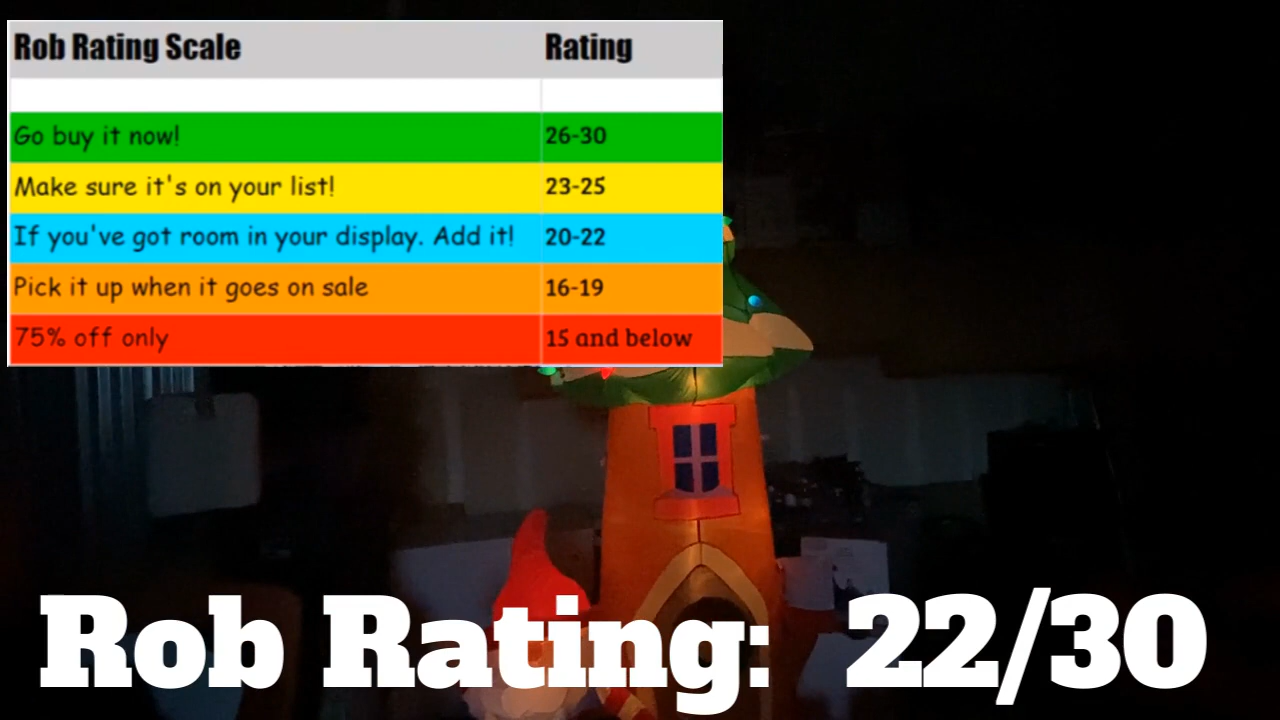 Rob Rating Scale Rating
Go buy it now! 26-30
Make sure it's on your list! 23-25
If you've got room in your display. Add it! 20-22
Pick it up when it goes on sale 16-19
75% off only 15 and below
Rob Rating: 22/30